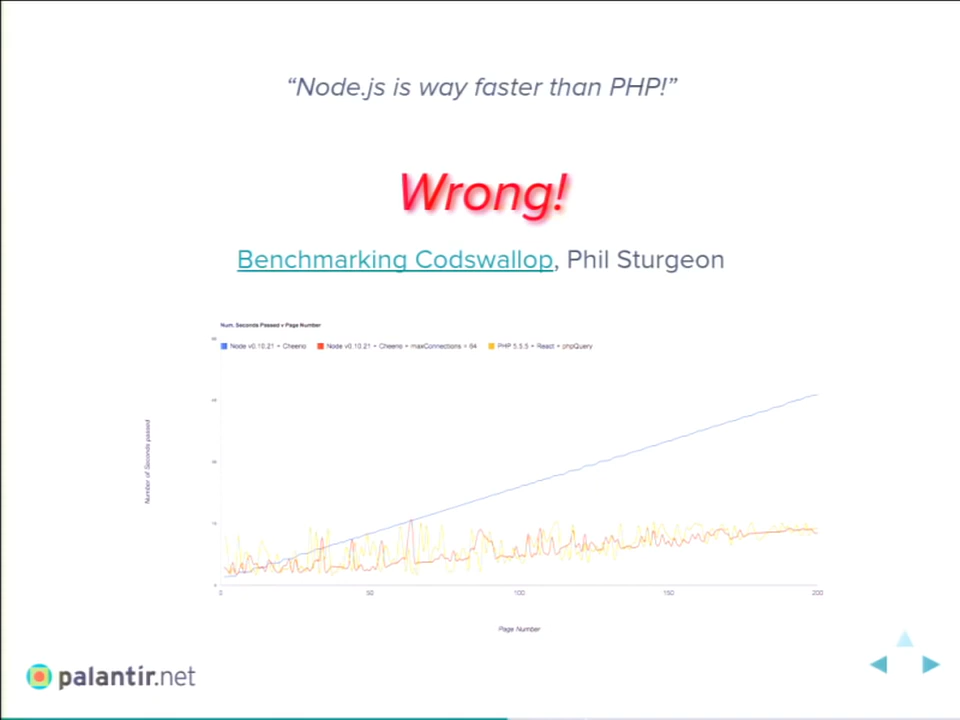 “Node.js is way faster than PHP!”
Wrong!
Benchmarking Codswallop, Phil Sturgeon
Num. Seconds Passed v Page Number
Node v0.10.21 + Cheerio
Node v0.10.21 + Cheerio + maxConnections = 64
PHP 5.5.5 + React + phpQuery
Number of Seconds passed
0
50
100
150
200
Page Number
palantir.net